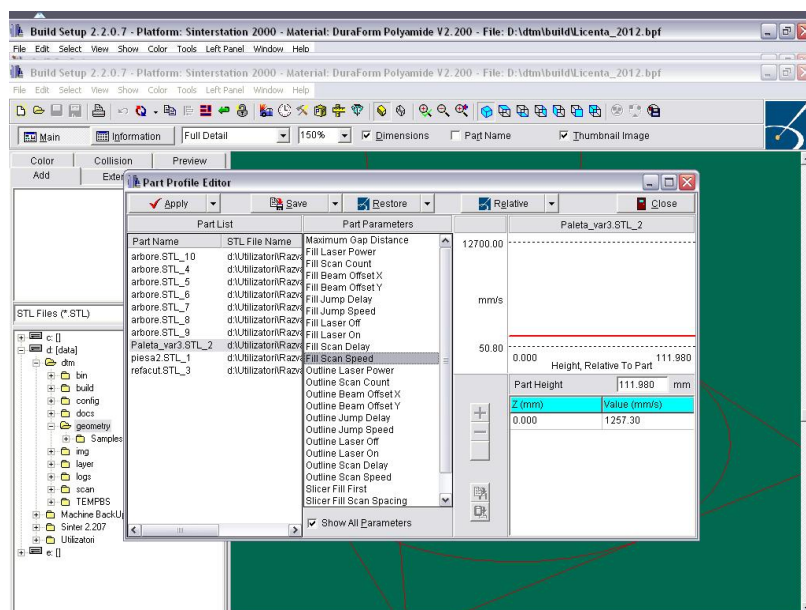 Build Setup 2.2.0.7 - Platform: Sinterstation 2000 - Material: DuraForm Polyamide V2.200 - File: D:\dtm\build\Licenta_2012.bpf
File Edit Select View Show Color Tools Left Panel Window Help
Build Setup 2.2.0.7 - Platform: Sinterstation 2000 - Material: DuraForm Polyamide V2.200 - File: D:\dtm\build\Licenta_2012.bpf
File Edit Select View Show Color Tools Left Panel Window Help
Main Information Full Detail 150% Dimensions Part Name Thumbnail Image
Color Collision Preview
Add Exter
Part Profile Editor
Apply Save Restore Relative Close
Part List Part Parameters Paleta_var3.STL_2
Part Name STL File Name
arbore.STL_10 d:\Utilizatori\Razva
arbore.STL_4 d:\Utilizatori\Razva
arbore.STL_5 d:\Utilizatori\Razva
arbore.STL_6 d:\Utilizatori\Razva
arbore.STL_7 d:\Utilizatori\Razva
arbore.STL_8 d:\Utilizatori\Razva
arbore.STL_9 d:\Utilizatori\Razva
Paleta_var3.STL_2 d:\Utilizatori\Razva
piesa2.STL_1 d:\Utilizatori\Razva
refacut.STL_3 d:\Utilizatori\Razva
Maximum Gap Distance
Fill Laser Power
Fill Scan Count
Fill Beam Offset X
Fill Beam Offset Y
Fill Jump Delay
Fill Jump Speed
Fill Laser Off
Fill Laser On
Fill Scan Delay
Fill Scan Speed
Outline Laser Power
Outline Scan Count
Outline Beam Offset X
Outline Beam Offset Y
Outline Jump Delay
Outline Jump Speed
Outline Laser Off
Outline Laser On
Outline Scan Delay
Outline Scan Speed
Slicer Fill First
Slicer Fill Scan Spacing
Show All Parameters
12700.00
mm/s
50.80
0.000 111.980
Height, Relative To Part
Part Height 111.980 mm
Z (mm) Value (mm/s)
0.000 1257.30
STL Files (*.STL)
c: []
d: [data]
dtm
bin
build
config
docs
geometry
Samples
img
layer
logs
scan
TEMPBS
Machine BackU
Sinter 2.207
Utilizatori
e: []